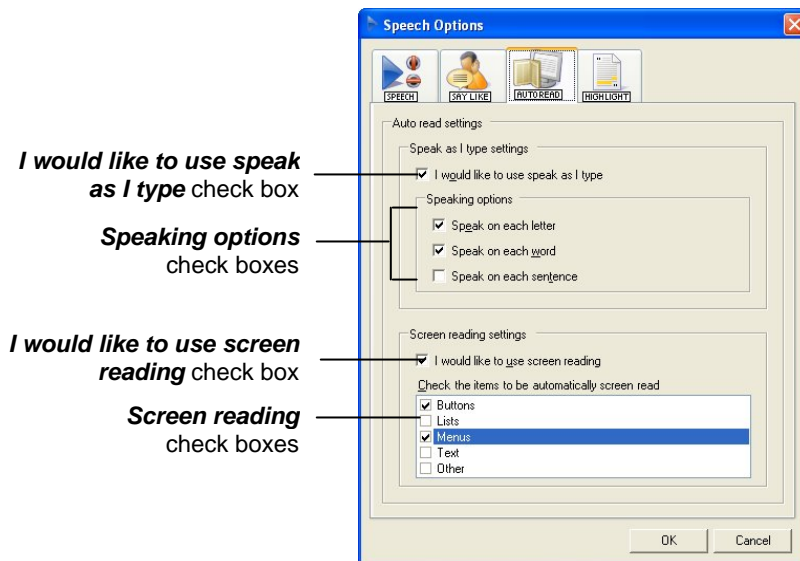 Speech Options
SPEECH
SAY LIKE
AUTOREAD
HIGHLIGHT
Auto read settings
Speak as I type settings
I would like to use speak
as I type check box
I would like to use speak as I type
Speaking options
Speaking options
check boxes
Speak on each letter
Speak on each word
Speak on each sentence
Screen reading settings
I would like to use screen
reading check box
I would like to use screen reading
Check the items to be automatically screen read
Screen reading
check boxes
Buttons
Lists
Menus
Text
Other
OK
Cancel